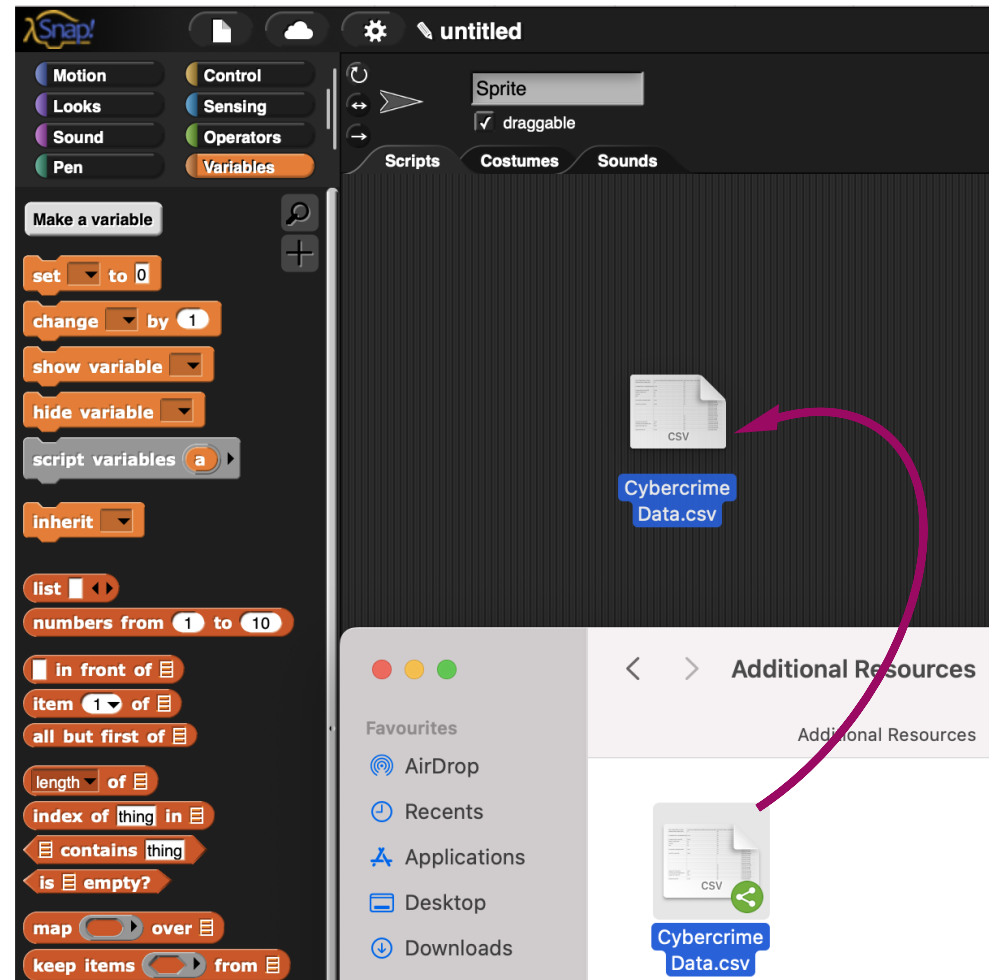 λSnap!
untitled
Motion
Control
Looks
Sensing
Sound
Operators
Pen
Variables
Sprite
draggable
Scripts
Costumes
Sounds
Make a variable
set to 0
change by 1
show variable
hide variable
script variables a
inherit
list
numbers from 1 to 10
in front of
item 1 of
all but first of
length of
index of thing in
contains thing
is empty?
map over
keep items from
CSV
Cybercrime
Data.csv
Additional Resources
Additional Resources
Favourites
AirDrop
Recents
Applications
Desktop
Downloads
CSV
Cybercrime
Data.csv